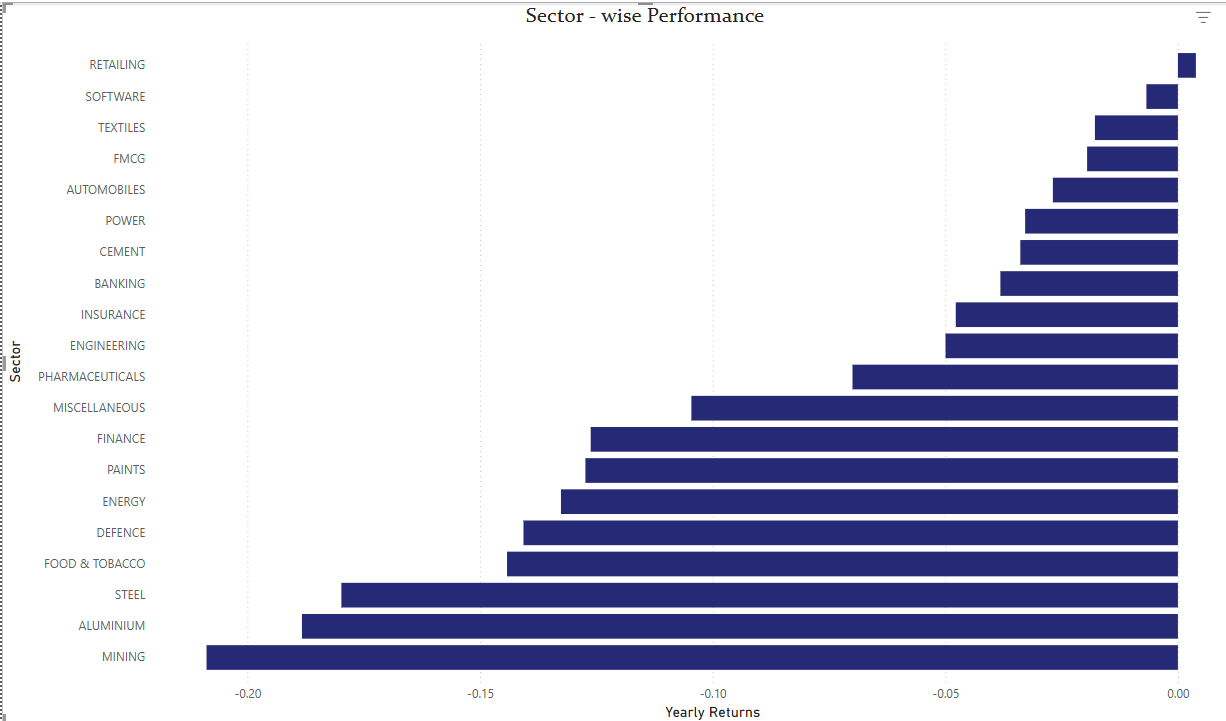 Sector - wise Performance
RETAILING
SOFTWARE
TEXTILES
FMCG
AUTOMOBILES
POWER
CEMENT
BANKING
INSURANCE
ENGINEERING
Sector
PHARMACEUTICALS
MISCELLANEOUS
FINANCE
PAINTS
ENERGY
DEFENCE
FOOD & TOBACCO
STEEL
ALUMINIUM
MINING
-0.20 -0.15 -0.10 -0.05 0.00
Yearly Returns